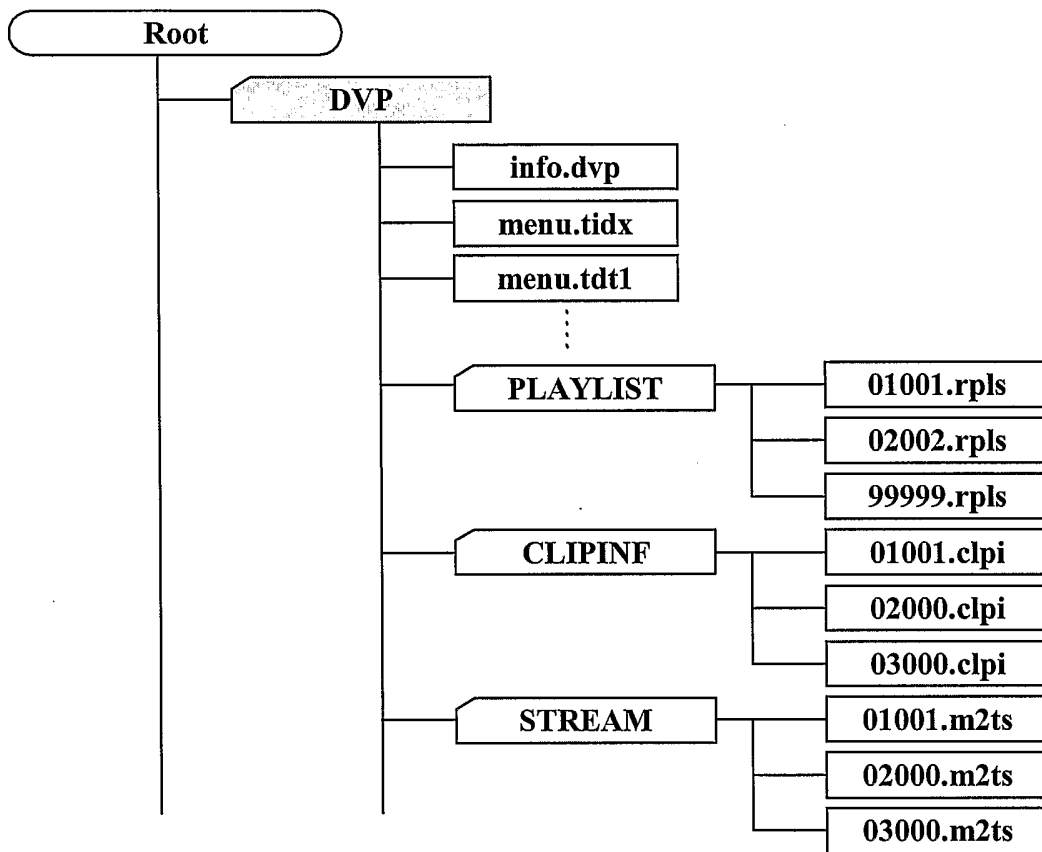 Root
DVP
info.dvp
menu.tidx
menu.tdt1
PLAYLIST
01001.rpls
02002.rpls
99999.rpls
CLIPINF
01001.clpi
02000.clpi
03000.clpi
STREAM
01001.m2ts
02000.m2ts
03000.m2ts